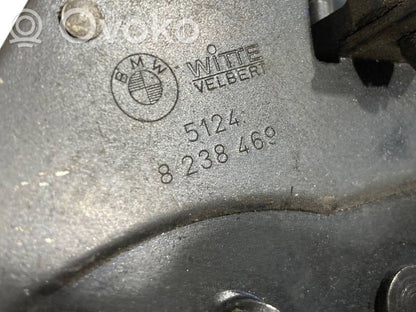 Ovoko
BMW
WITTE
VELBERT
5124.
8 238 469